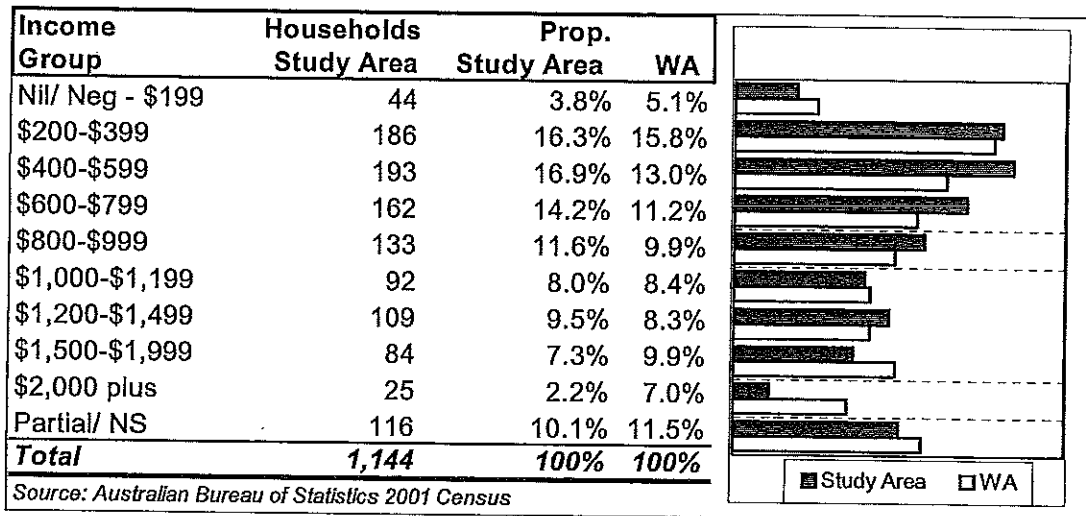 Income Households Prop.
Group Study Area Study Area WA
Nil/ Neg - $199 44 3.8% 5.1%
$200-$399 186 16.3% 15.8%
$400-$599 193 16.9% 13.0%
$600-$799 162 14.2% 11.2%
$800-$999 133 11.6% 9.9%
$1,000-$1,199 92 8.0% 8.4%
$1,200-$1,499 109 9.5% 8.3%
$1,500-$1,999 84 7.3% 9.9%
$2,000 plus 25 2.2% 7.0%
Partial/ NS 116 10.1% 11.5%
Total 1,144 100% 100%
Source: Australian Bureau of Statistics 2001 Census
Study Area WA